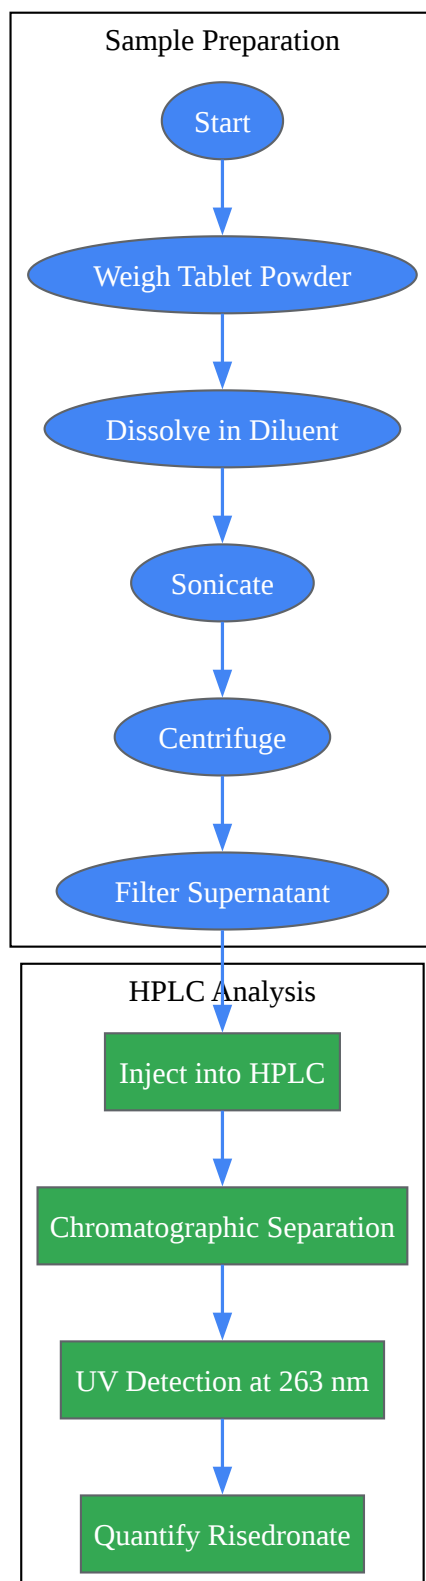 Sample Preparation
Start
Weigh Tablet Powder
Dissolve in Diluent
Sonicate
Centrifuge
Filter Supernatant
HPLC Analysis
Inject into HPLC
Chromatographic Separation
UV Detection at 263 nm
Quantify Risedronate